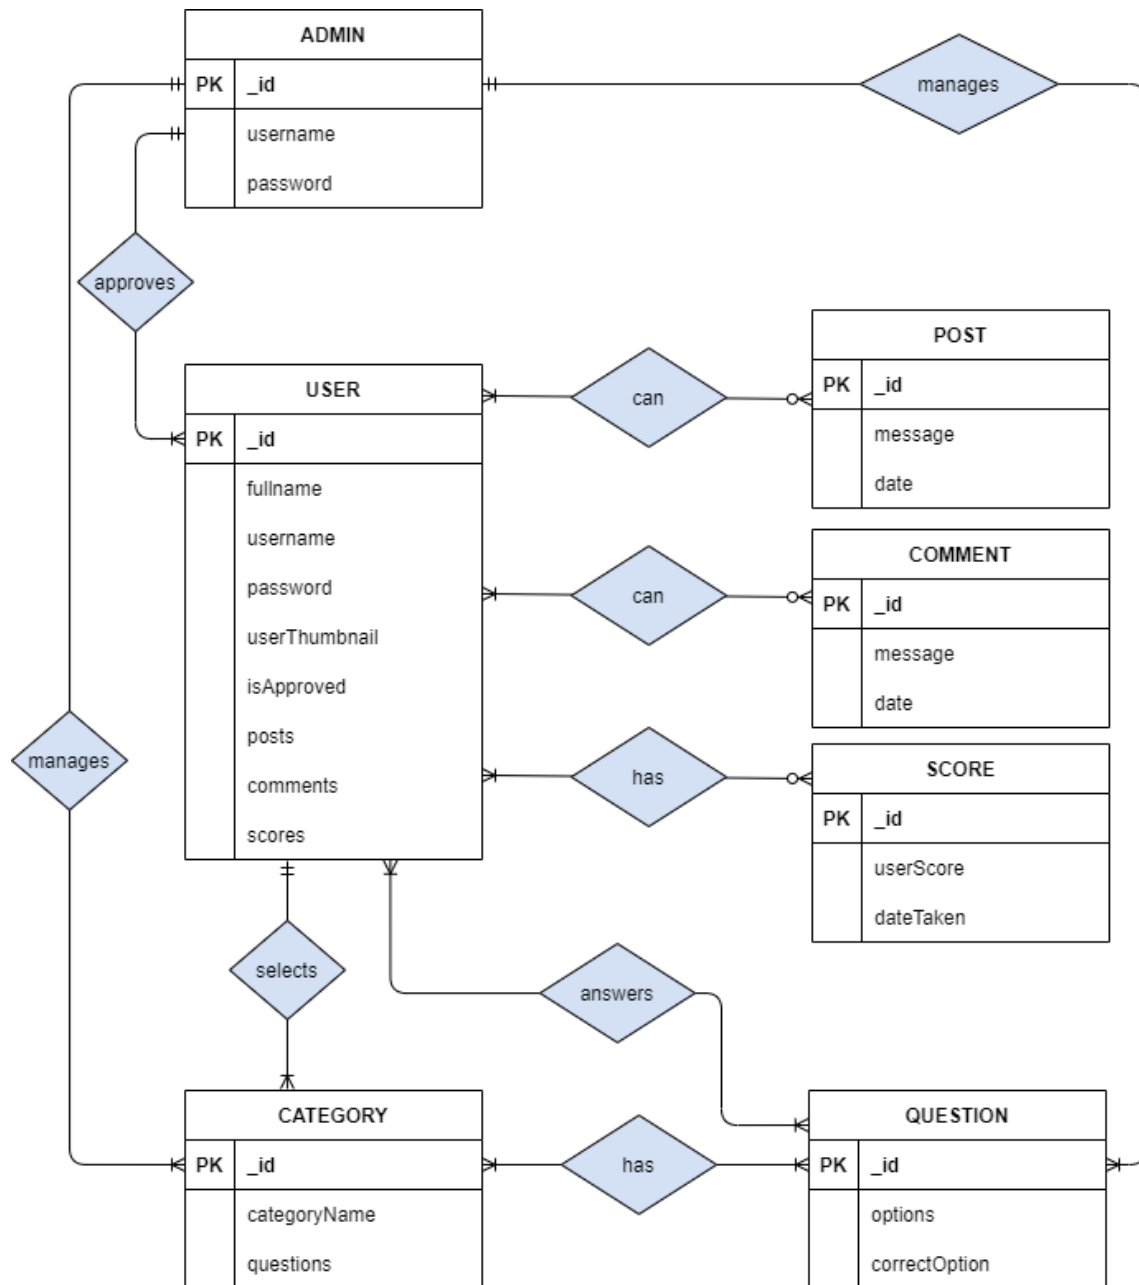 ADMIN
PK _id
username
password
manages
approves
USER
PK _id
fullname
username
password
userThumbnail
isApproved
posts
comments
scores
can
POST
PK _id
message
date
can
COMMENT
PK _id
message
date
has
SCORE
PK _id
userScore
dateTaken
manages
selects
answers
CATEGORY
PK _id
categoryName
questions
has
QUESTION
PK _id
options
correctOption